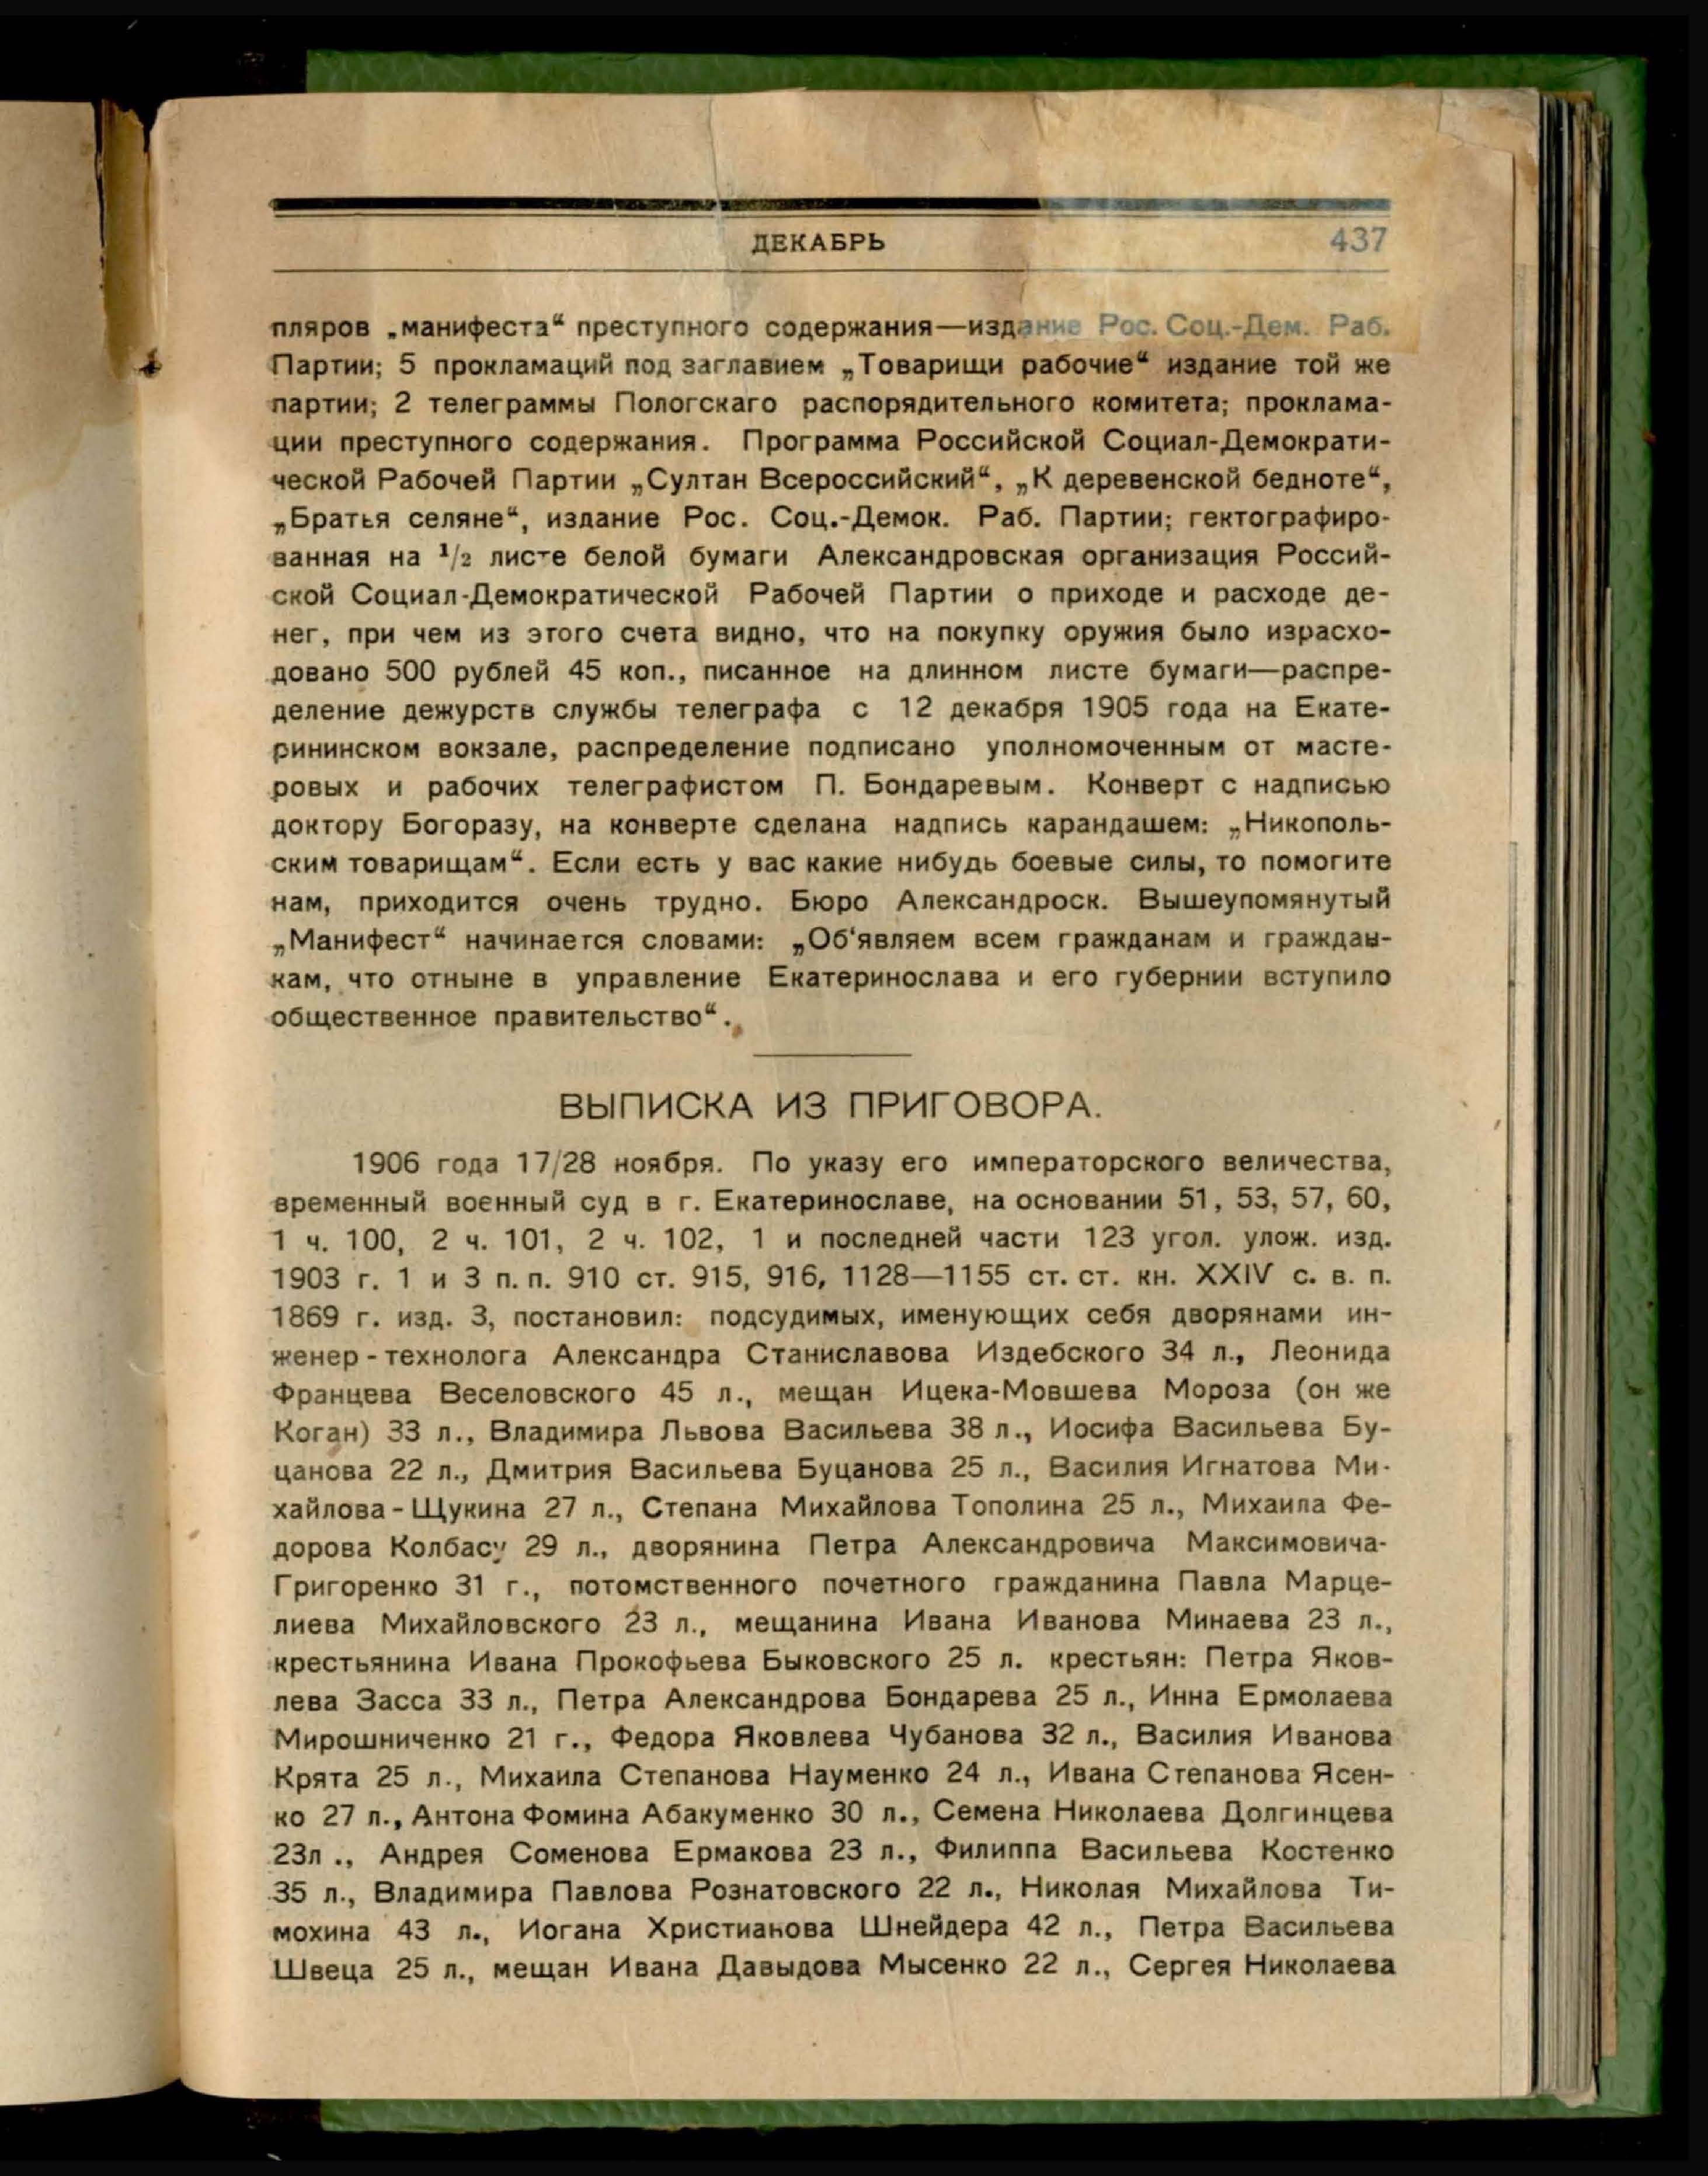 ДЕКАБРЬ 437
пляров „манифеста“ преступного содержания—издание Рос. Соц.-Дем. Раб.
Партии; 5 прокламаций под заглавием „Товарищи рабочие“ издание той же
партии; 2 телеграммы Пологскаго распорядительного комитета; проклама-
ции преступного содержания. Программа Российской Социал-Демократи-
ческой Рабочей Партии „Султан Всероссийский“, „К деревенской бедноте“,
„Братья селяне“, издание Рос. Соц.-Демок. Раб. Партии; гектографиро-
ванная на 1/2 листе белой бумаги Александровская организация Россий-
ской Социал-Демократической Рабочей Партии о приходе и расходе де-
нег, при чем из этого счета видно, что на покупку оружия было израсхо-
довано 500 рублей 45 коп., писанное на длинном листе бумаги—распре-
деление дежурств службы телеграфа с 12 декабря 1905 года на Екате-
рининском вокзале, распределение подписано уполномоченным от масте-
ровых и рабочих телеграфистом П. Бондаревым. Конверт с надписью
доктору Богоразу, на конверте сделана надпись карандашем: „Никополь-
ским товарищам“. Если есть у вас какие нибудь боевые силы, то помогите
нам, приходится очень трудно. Бюро Александроск. Вышеупомянутый
„Манифест“ начинается словами: „Об‘являем всем гражданам и граждан-
кам, что отныне в управление Екатеринослава и его губернии вступило
общественное правительство“.
ВЫПИСКА ИЗ ПРИГОВОРА.
1906 года 17/28 ноября. По указу его императорского величества,
временный военный суд в г. Екатеринославе, на основании 51, 53, 57, 60,
1 ч. 100, 2 ч. 101, 2 ч. 102, 1 и последней части 123 угол. улож. изд.
1903 г. 1 и 3 п. п. 910 ст. 915, 916, 1128—1155 ст. ст. кн. XXIV с. в. п.
1869 г. изд. 3, постановил: подсудимых, именующих себя дворянами ин-
женер-технолога Александра Станиславова Издебского 34 л., Леонида
Францева Веселовского 45 л., мещан Ицека-Мовшева Мороза (он же
Коган) 33 л., Владимира Львова Васильева 38 л., Иосифа Васильева Бу-
цанова 22 л., Дмитрия Васильева Буцанова 25 л., Василия Игнатова Ми-
хайлова-Щукина 27 л., Степана Михайлова Тополина 25 л., Михаила Фе-
дорова Колбасу 29 л., дворянина Петра Александровича Максимовича-
Григоренко 31 г., потомственного почетного гражданина Павла Марце-
лиева Михайловского 23 л., мещанина Ивана Иванова Минаева 23 л.,
крестьянина Ивана Прокофьева Быковского 25 л. крестьян: Петра Яков-
лева Засса 33 л., Петра Александрова Бондарева 25 л., Инна Ермолаева
Мирошниченко 21 г., Федора Яковлева Чубанова 32 л., Василия Иванова
Крята 25 л., Михаила Степанова Науменко 24 л., Ивана Степанова Ясен-
ко 27 л., Антона Фомина Абакуменко 30 л., Семена Николаева Долгинцева
23л ., Андрея Соменова Ермакова 23 л., Филиппа Васильева Костенко
35 л., Владимира Павлова Рознатовского 22 л., Николая Михайлова Ти-
мохина 43 л., Иогана Христианова Шнейдера 42 л., Петра Васильева
Швеца 25 л., мещан Ивана Давыдова Мысенко 22 л., Сергея Николаева